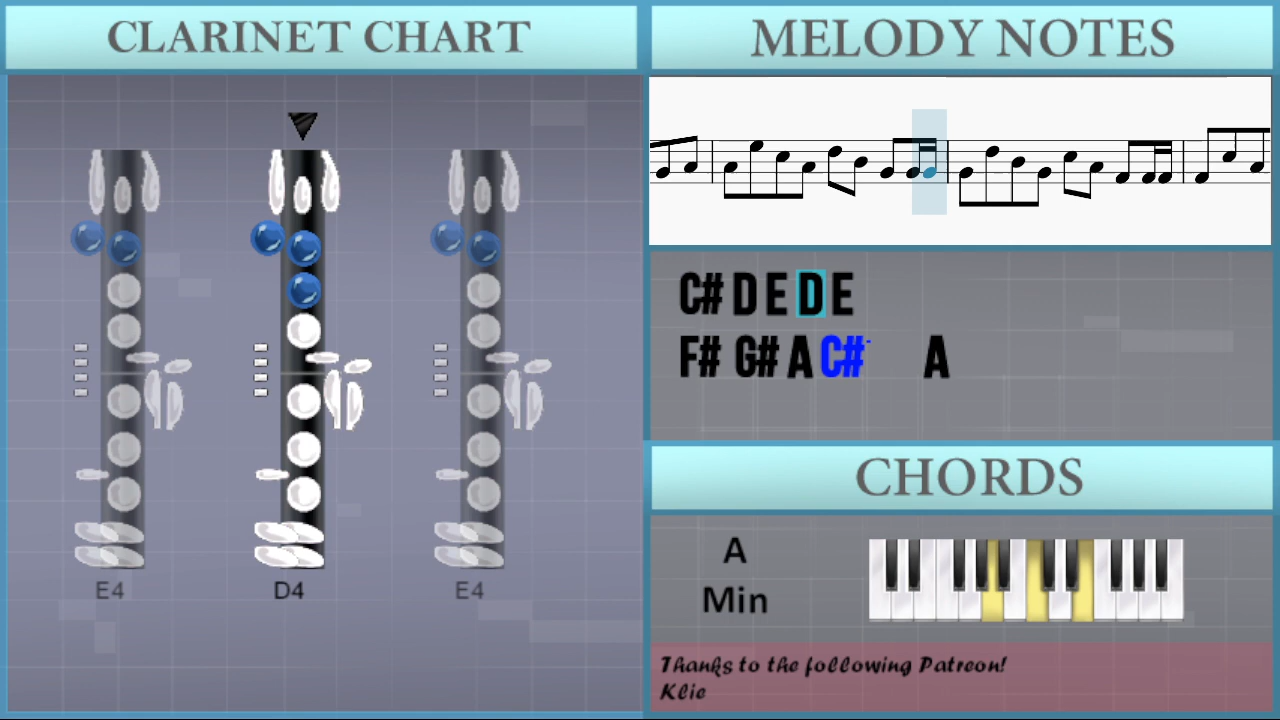 CLARINET CHART
E4 D4 E4
MELODY NOTES
C# D E D E
F# G# A C#- A
CHORDS
A
Min
Thanks to the following Patreon!
Klie